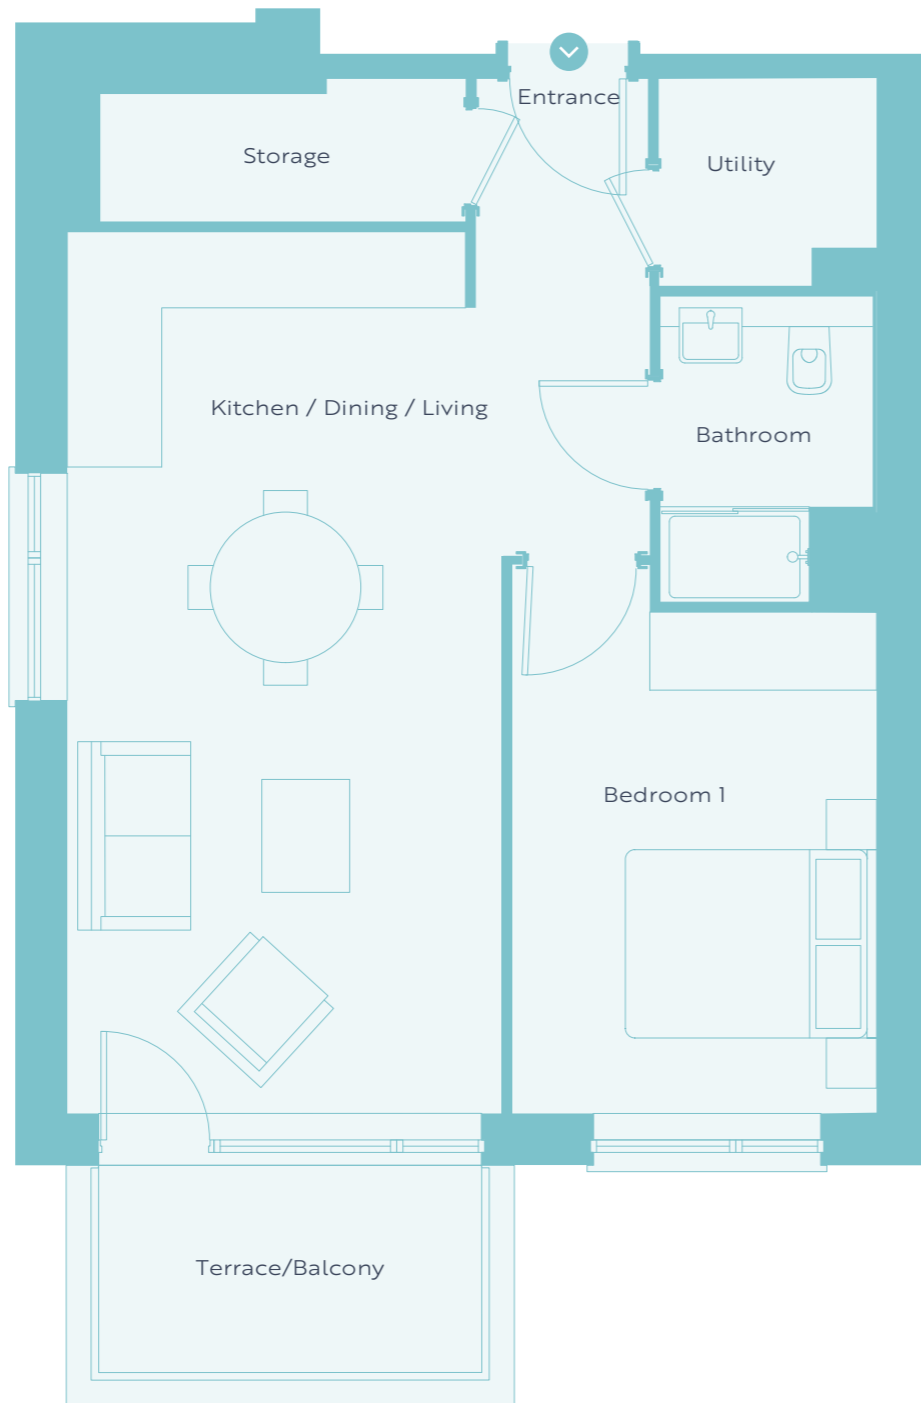 Entrance
Storage
Utility
Kitchen / Dining / Living
Bathroom
Bedroom 1
Terrace/Balcony